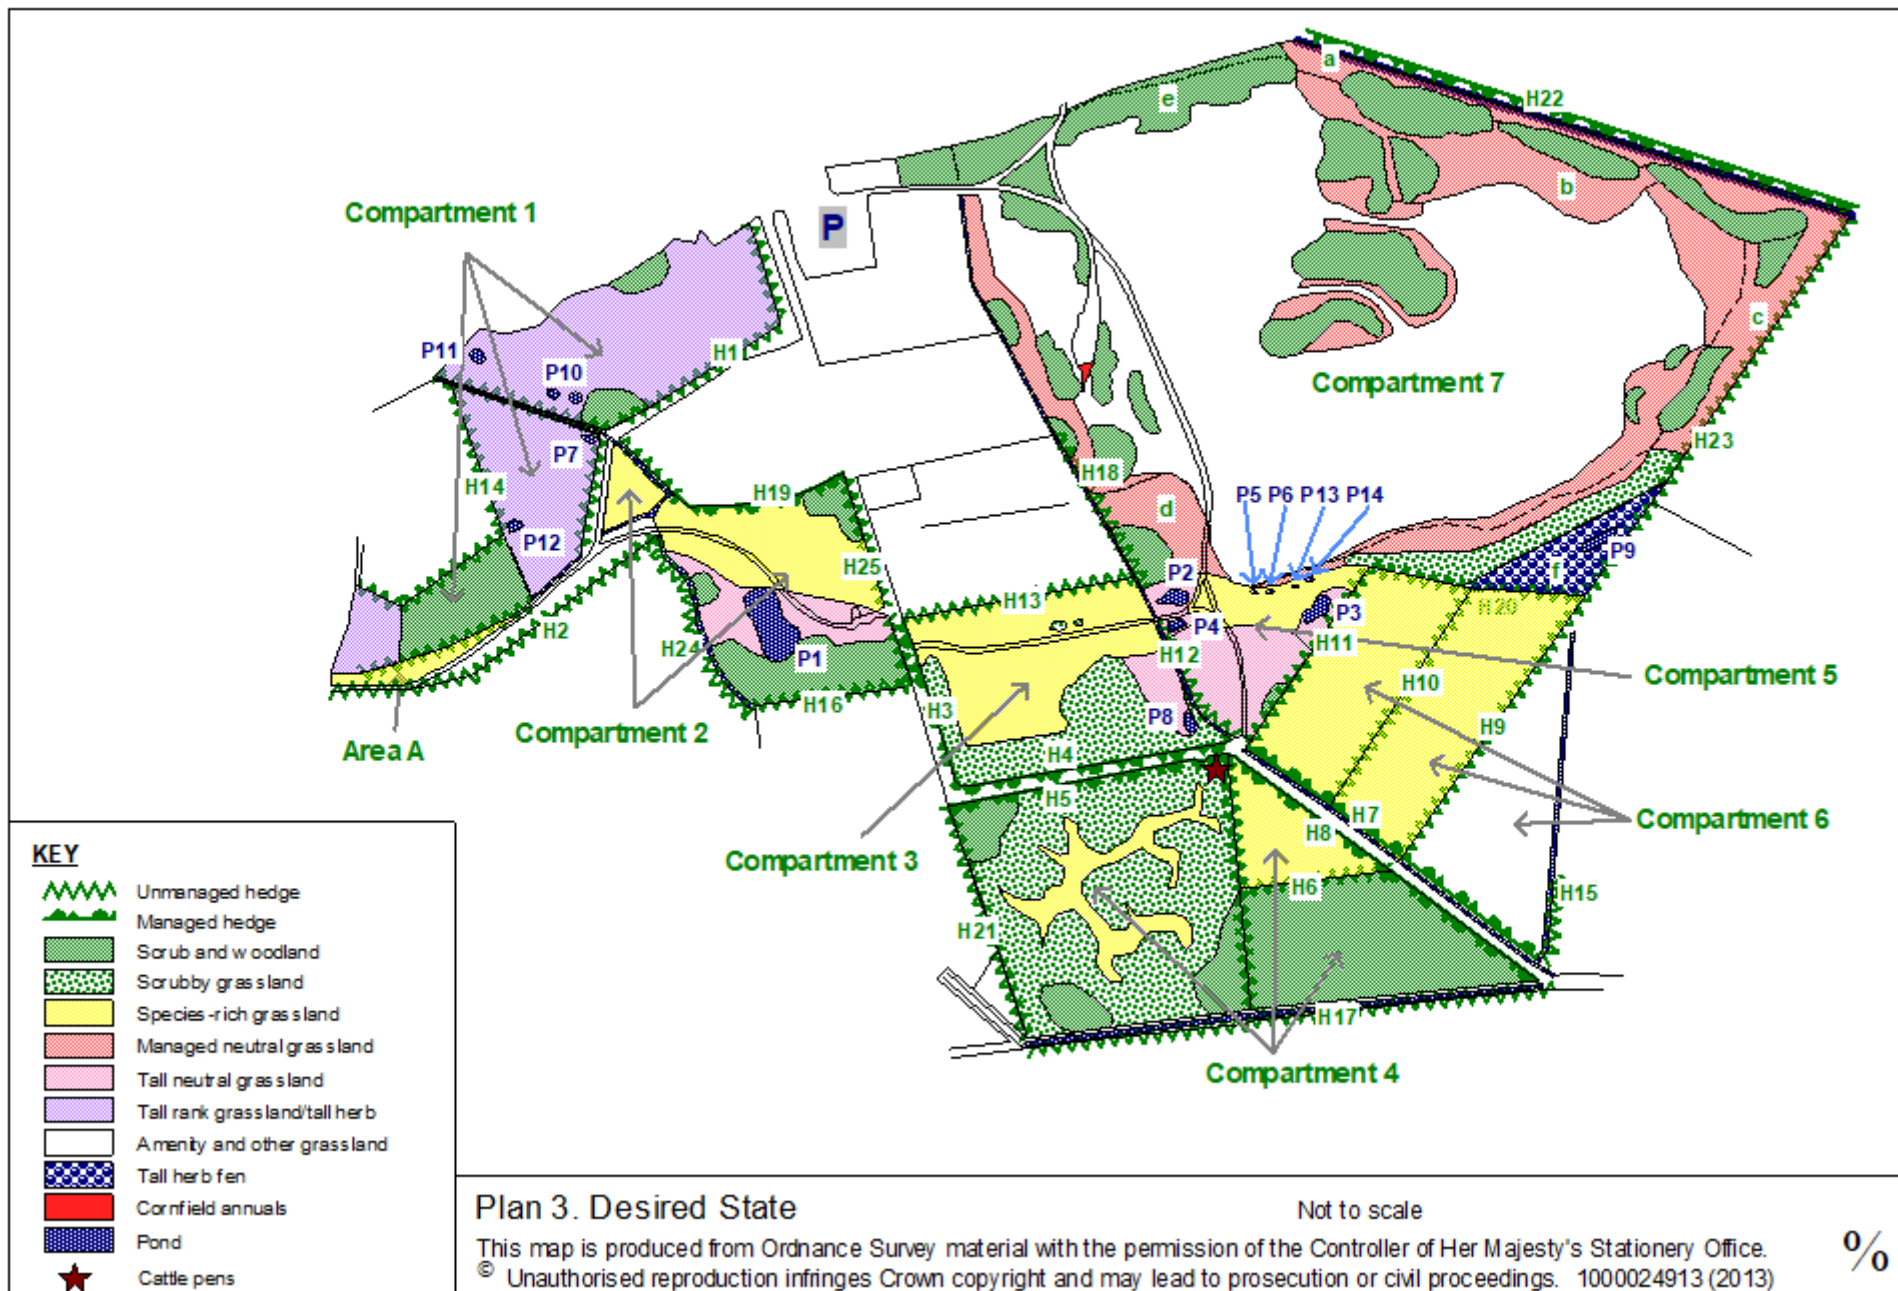 a
H22
e
Compartment 1
b
P
c
P11
H1
P10
Compartment 7
P7
H23
H14
H18
H19
P5 P6 P13 P14
d
P12
P9
H25
P2
f
H13
H20
P3
H2
P4
H11
H24
P1
H12
Compartment 5
H10
H16
H3
P8
Compartment 2
H9
Area A
H4
H5
H7
H8
Compartment 6
Compartment 3
H6
H15
H21
H17
Compartment 4
KEY
Unmanaged hedge
Managed hedge
Scrub and woodland
Scrubby grassland
Species-rich grassland
Managed neutral grassland
Tall neutral grassland
Tall rank grassland/tall herb
Amenity and other grassland
Tall herb fen
Cornfield annuals
Pond
Cattle pens
Plan 3. Desired State
Not to scale
This map is produced from Ordnance Survey material with the permission of the Controller of Her Majesty's Stationery Office.
© Unauthorised reproduction infringes Crown copyright and may lead to prosecution or civil proceedings. 1000024913 (2013)
%